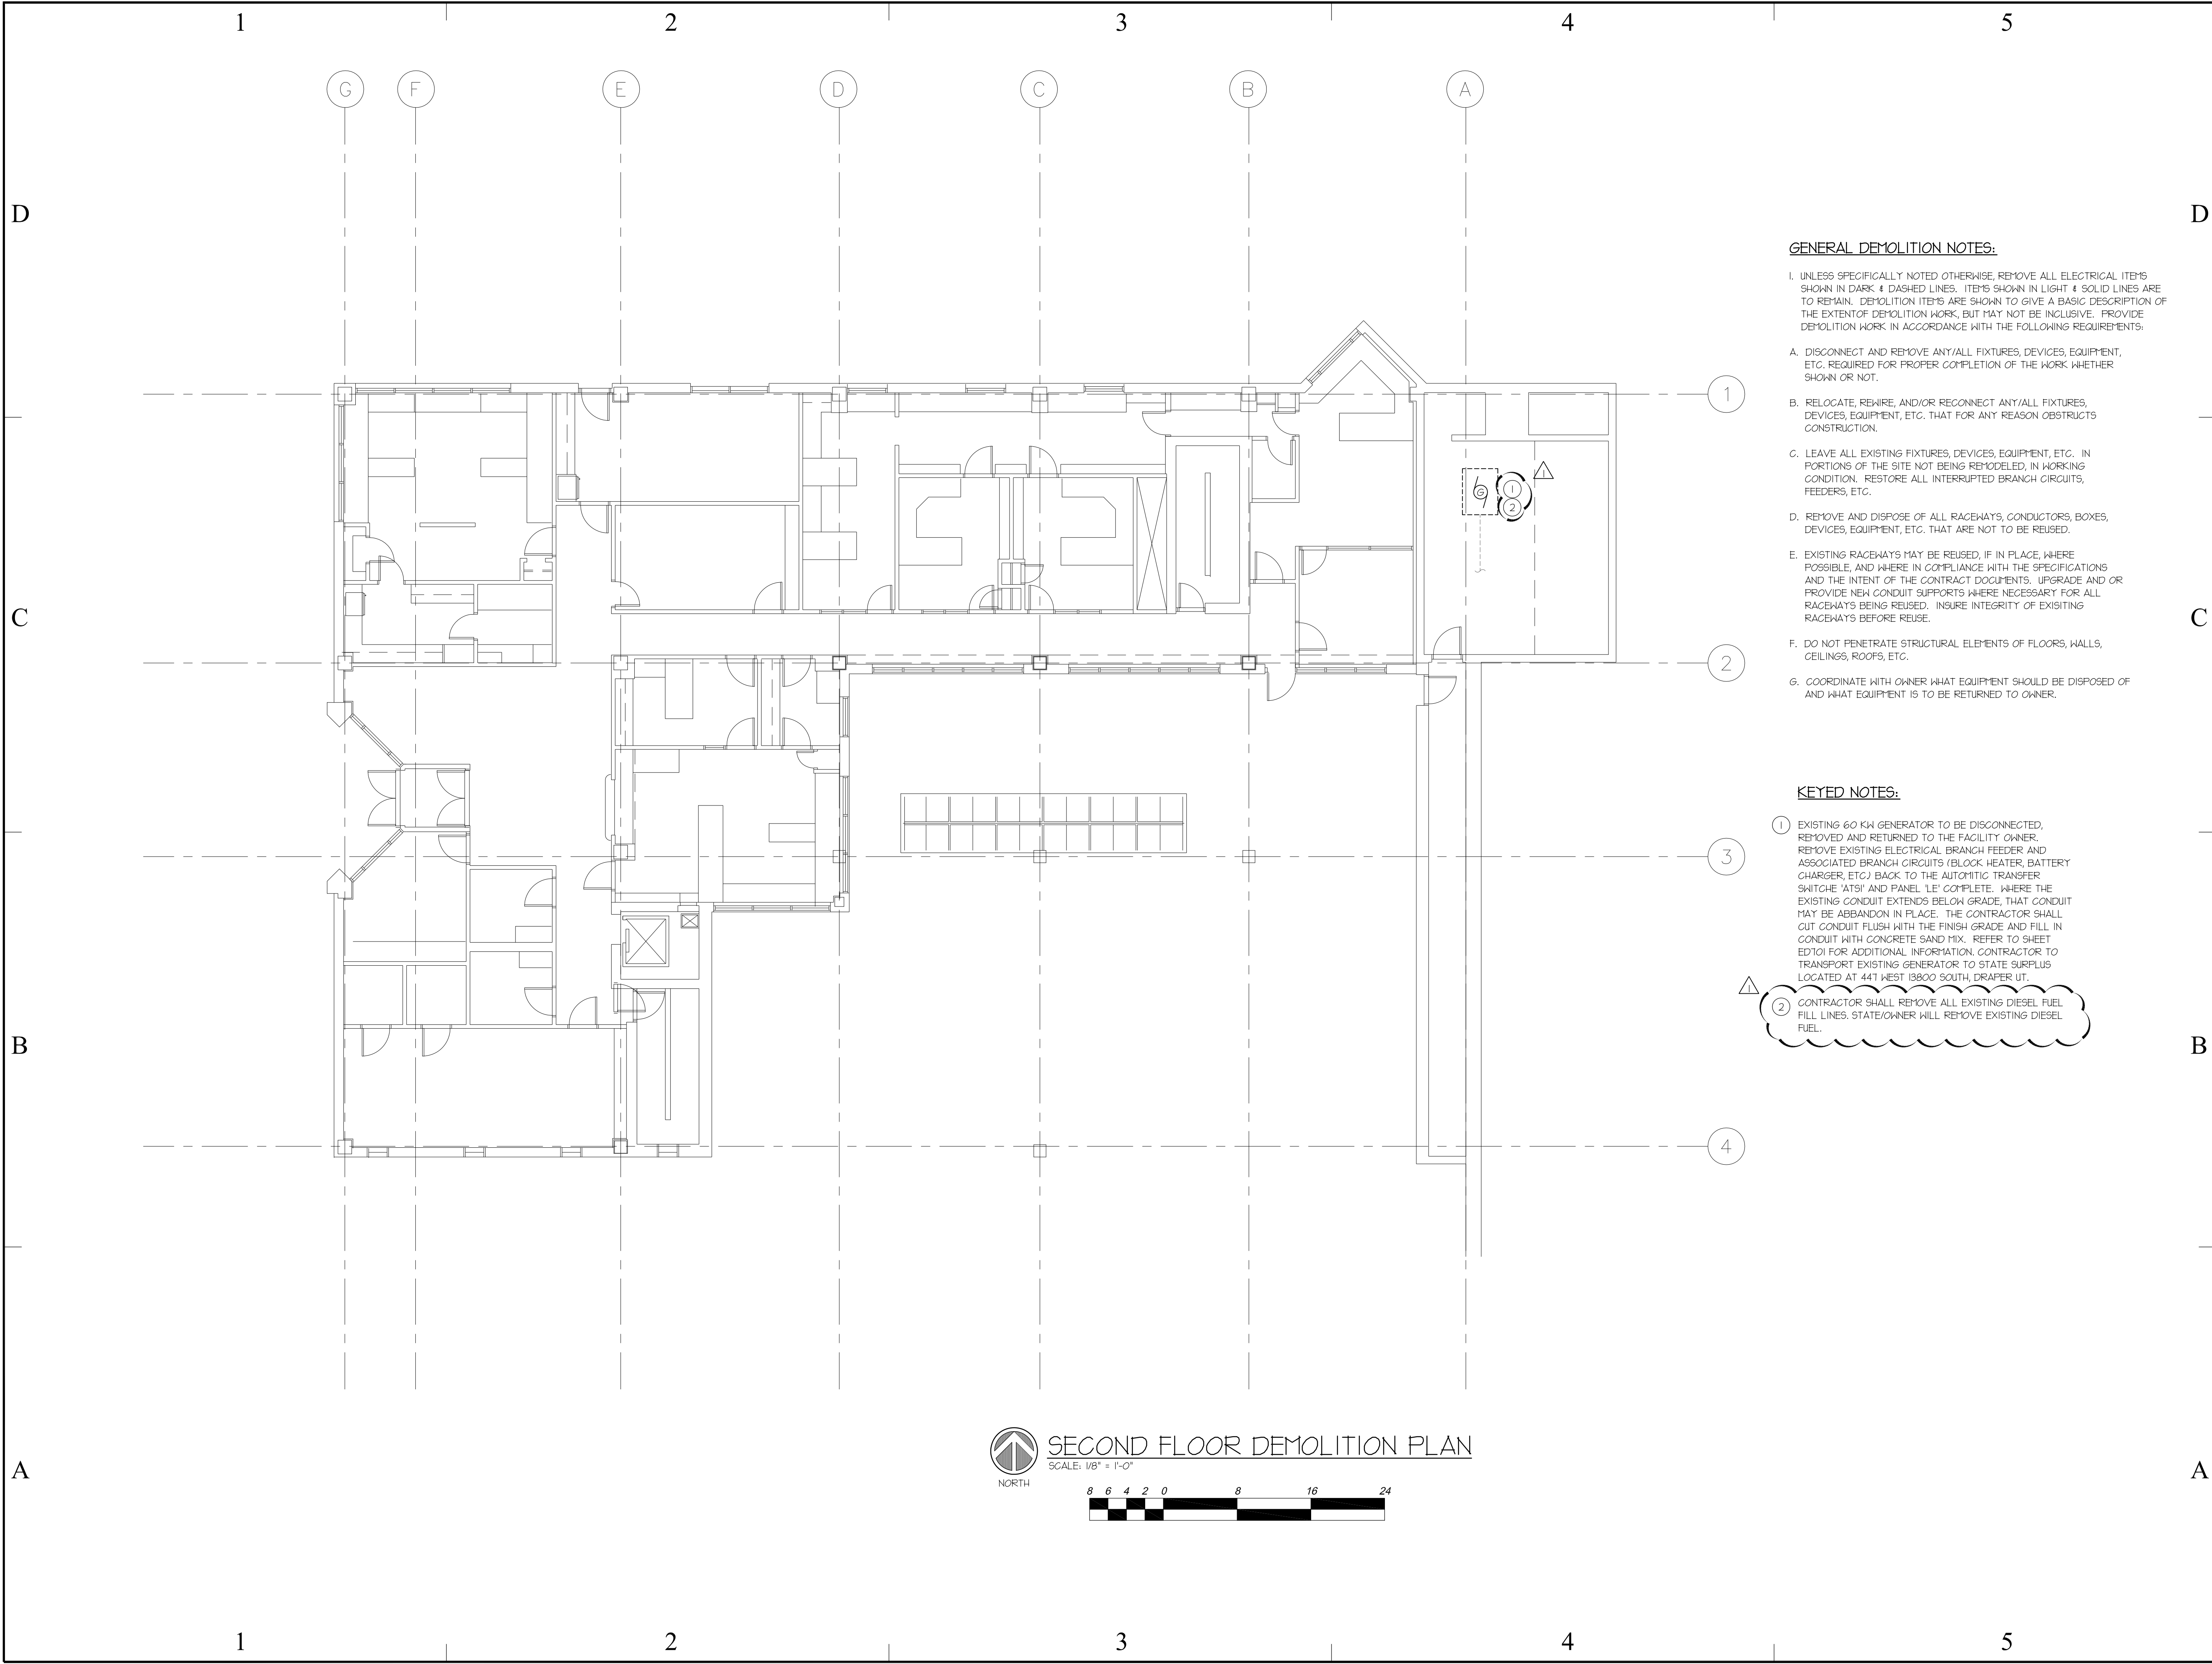 1 2 3 4 5
G F E D C B A
D D
GENERAL DEMOLITION NOTES:
1. UNLESS SPECIFICALLY NOTED OTHERWISE, REMOVE ALL ELECTRICAL ITEMS
SHOWN IN DARK & DASHED LINES. ITEMS SHOWN IN LIGHT & SOLID LINES ARE
TO REMAIN. DEMOLITION ITEMS ARE SHOWN TO GIVE A BASIC DESCRIPTION OF
THE EXTENTOF DEMOLITION WORK, BUT MAY NOT BE INCLUSIVE. PROVIDE
DEMOLITION WORK IN ACCORDANCE WITH THE FOLLOWING REQUIREMENTS:
A. DISCONNECT AND REMOVE ANY/ALL FIXTURES, DEVICES, EQUIPMENT,
ETC. REQUIRED FOR PROPER COMPLETION OF THE WORK WHETHER
SHOWN OR NOT.
B. RELOCATE, REWIRE, AND/OR RECONNECT ANY/ALL FIXTURES,
DEVICES, EQUIPMENT, ETC. THAT FOR ANY REASON OBSTRUCTS
CONSTRUCTION.
C. LEAVE ALL EXISTING FIXTURES, DEVICES, EQUIPMENT, ETC. IN
PORTIONS OF THE SITE NOT BEING REMODELED, IN WORKING
CONDITION. RESTORE ALL INTERRUPTED BRANCH CIRCUITS,
FEEDERS, ETC.
D. REMOVE AND DISPOSE OF ALL RACEWAYS, CONDUCTORS, BOXES,
DEVICES, EQUIPMENT, ETC. THAT ARE NOT TO BE REUSED.
E. EXISTING RACEWAYS MAY BE REUSED, IF IN PLACE, WHERE
POSSIBLE, AND WHERE IN COMPLIANCE WITH THE SPECIFICATIONS
AND THE INTENT OF THE CONTRACT DOCUMENTS. UPGRADE AND OR
PROVIDE NEW CONDUIT SUPPORTS WHERE NECESSARY FOR ALL
RACEWAYS BEING REUSED. INSURE INTEGRITY OF EXISITING
RACEWAYS BEFORE REUSE.
F. DO NOT PENETRATE STRUCTURAL ELEMENTS OF FLOORS, WALLS,
CEILINGS, ROOFS, ETC.
G. COORDINATE WITH OWNER WHAT EQUIPMENT SHOULD BE DISPOSED OF
AND WHAT EQUIPMENT IS TO BE RETURNED TO OWNER.
1
G 1 1
2
C C
2
KEYED NOTES:
1 EXISTING 60 KW GENERATOR TO BE DISCONNECTED,
REMOVED AND RETURNED TO THE FACILITY OWNER.
REMOVE EXISTING ELECTRICAL BRANCH FEEDER AND
ASSOCIATED BRANCH CIRCUITS (BLOCK HEATER, BATTERY
CHARGER, ETC.) BACK TO THE AUTOMITIC TRANSFER
SWITCHE 'ATS1' AND PANEL 'LE' COMPLETE. WHERE THE
EXISTING CONDUIT EXTENDS BELOW GRADE, THAT CONDUIT
MAY BE ABBANDON IN PLACE. THE CONTRACTOR SHALL
CUT CONDUIT FLUSH WITH THE FINISH GRADE AND FILL IN
CONDUIT WITH CONCRETE SAND MIX. REFER TO SHEET
ED701 FOR ADDITIONAL INFORMATION. CONTRACTOR TO
TRANSPORT EXISTING GENERATOR TO STATE SURPLUS
LOCATED AT 447 WEST 13800 SOUTH, DRAPER UT.
1
2 CONTRACTOR SHALL REMOVE ALL EXISTING DIESEL FUEL
FILL LINES. STATE/OWNER WILL REMOVE EXISTING DIESEL
FUEL.
3
B B
4
SECOND FLOOR DEMOLITION PLAN
SCALE: 1/8" = 1'-0"
NORTH
A A
8 6 4 2 0 8 16 24
1 2 3 4 5